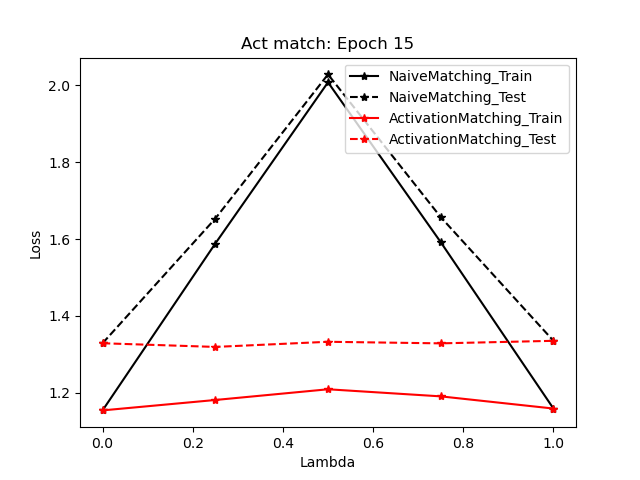 Act match: Epoch 15
NaiveMatching_Train
NaiveMatching_Test
ActivationMatching_Train
ActivationMatching_Test
Loss
2.0
1.8
1.6
1.4
1.2
0.0 0.2 0.4 0.6 0.8 1.0
Lambda